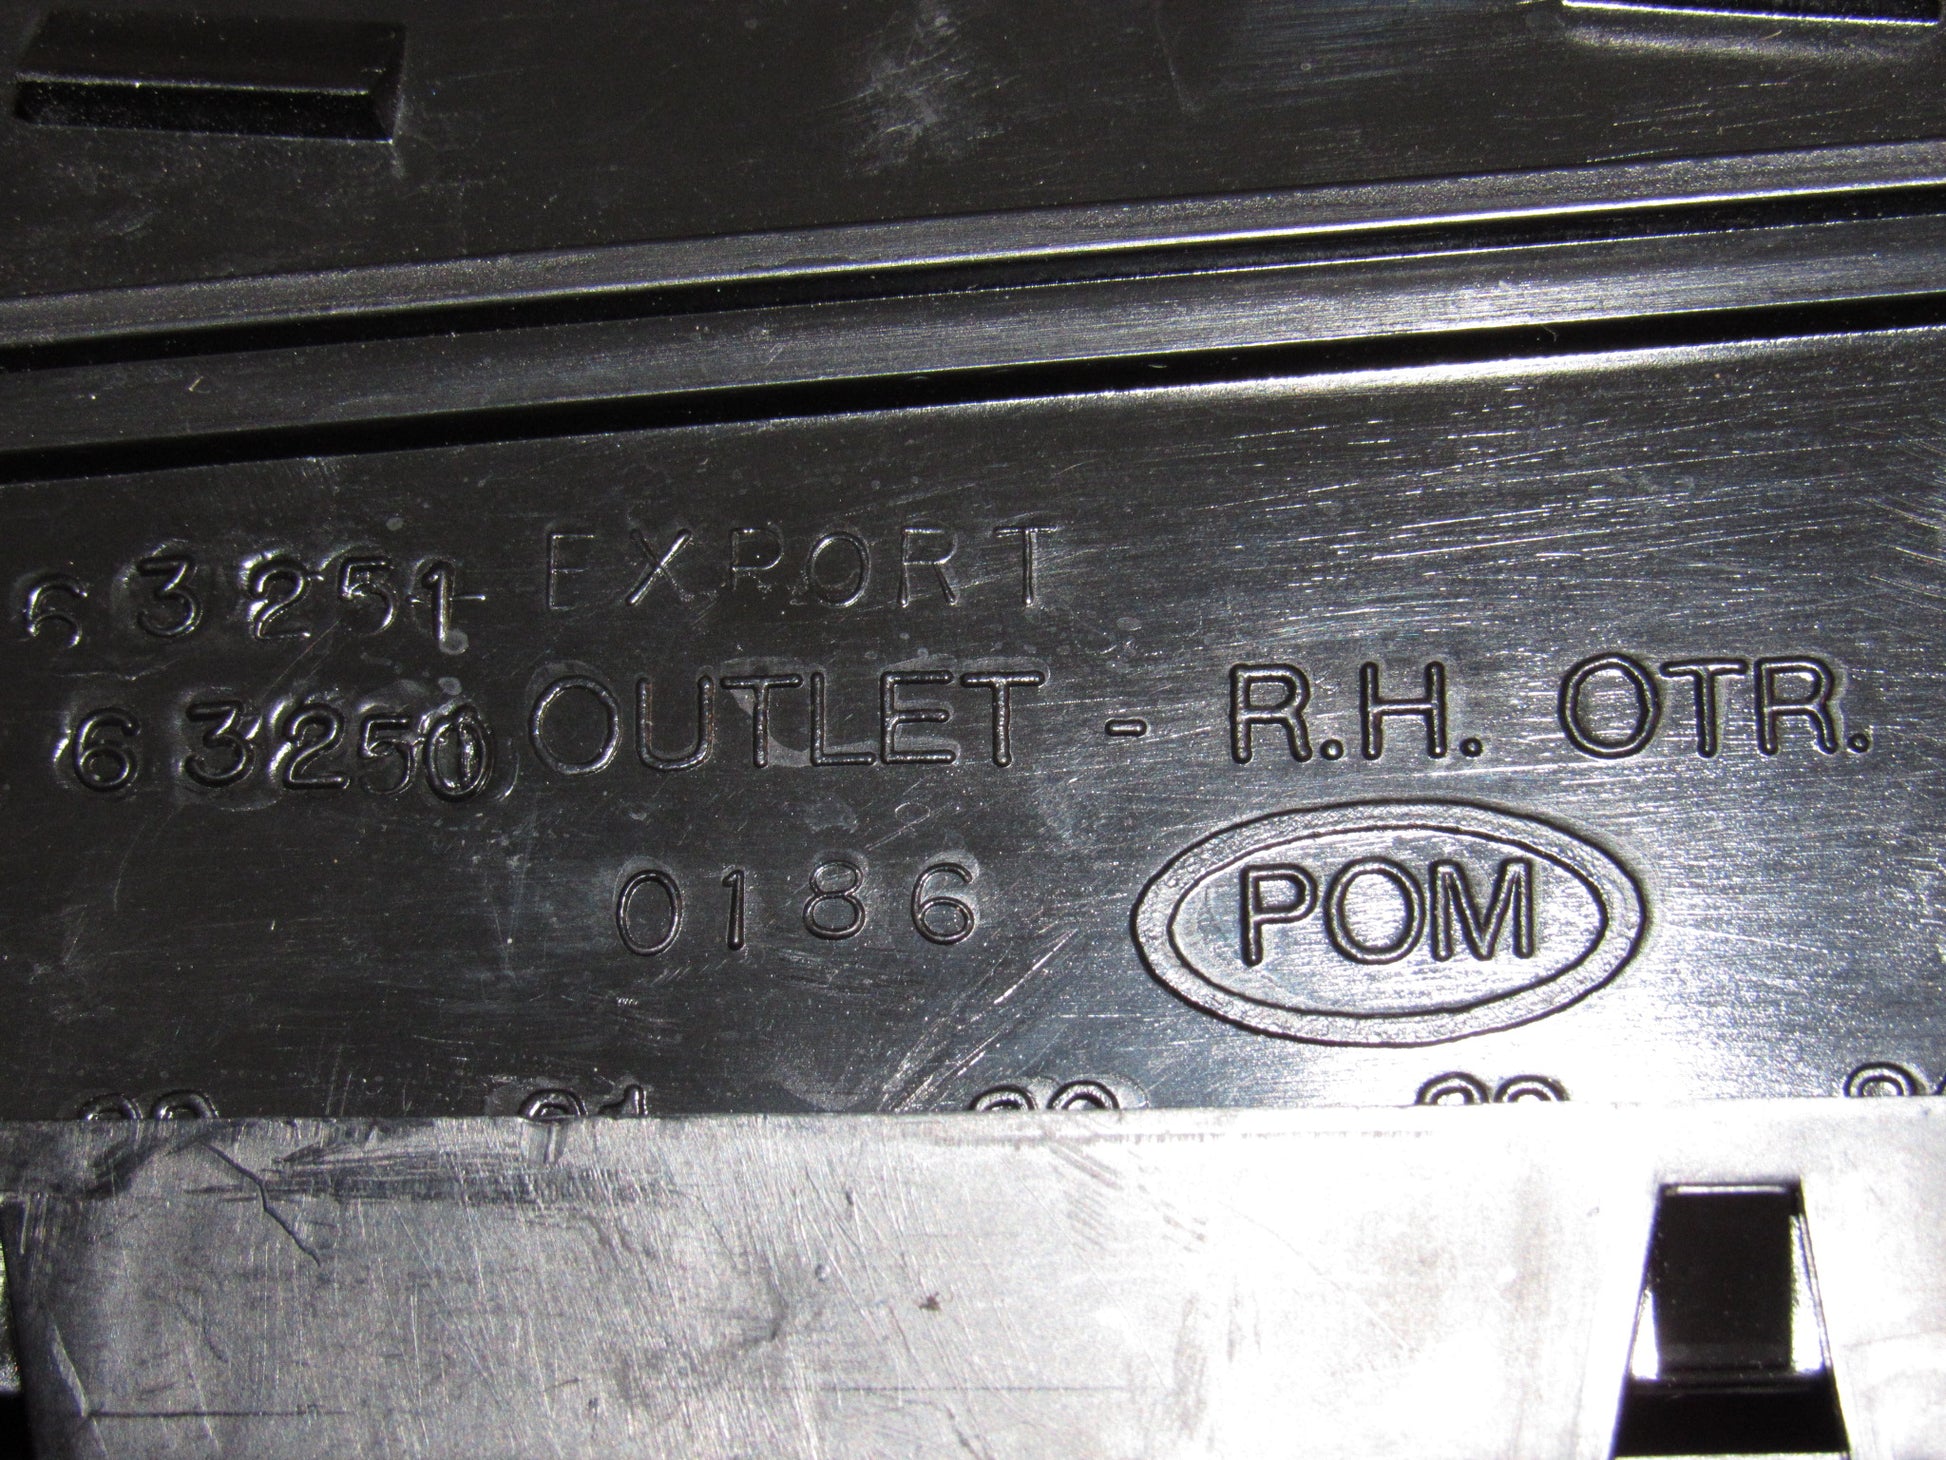 63251 EXPORT
63250 OUTLET - R.H. OTR.
0186
POM